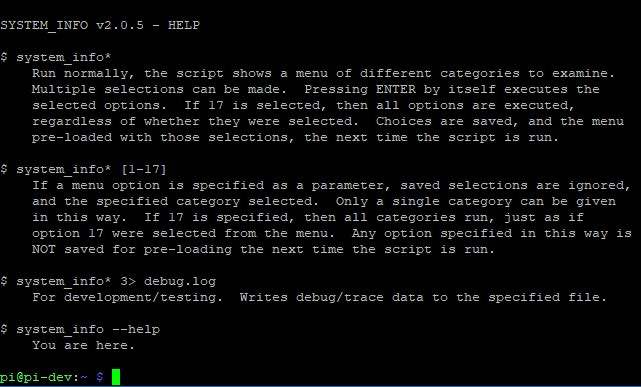 SYSTEM_INFO v2.0.5 - HELP
$ system_info*
Run normally, the script shows a menu of different categories to examine.
Multiple selections can be made.  Pressing ENTER by itself executes the
selected options.  If 17 is selected, then all options are executed,
regardless of whether they were selected.  Choices are saved, and the menu
pre-loaded with those selections, the next time the script is run.
$ system_info* [1-17]
If a menu option is specified as a parameter, saved selections are ignored,
and the specified category selected.  Only a single category can be given
in this way.  If 17 is specified, then all categories run, just as if
option 17 were selected from the menu.  Any option specified in this way is
NOT saved for pre-loading the next time the script is run.
$ system_info* 3> debug.log
For development/testing.  Writes debug/trace data to the specified file.
$ system_info --help
You are here.
pi@pi-dev:~ $